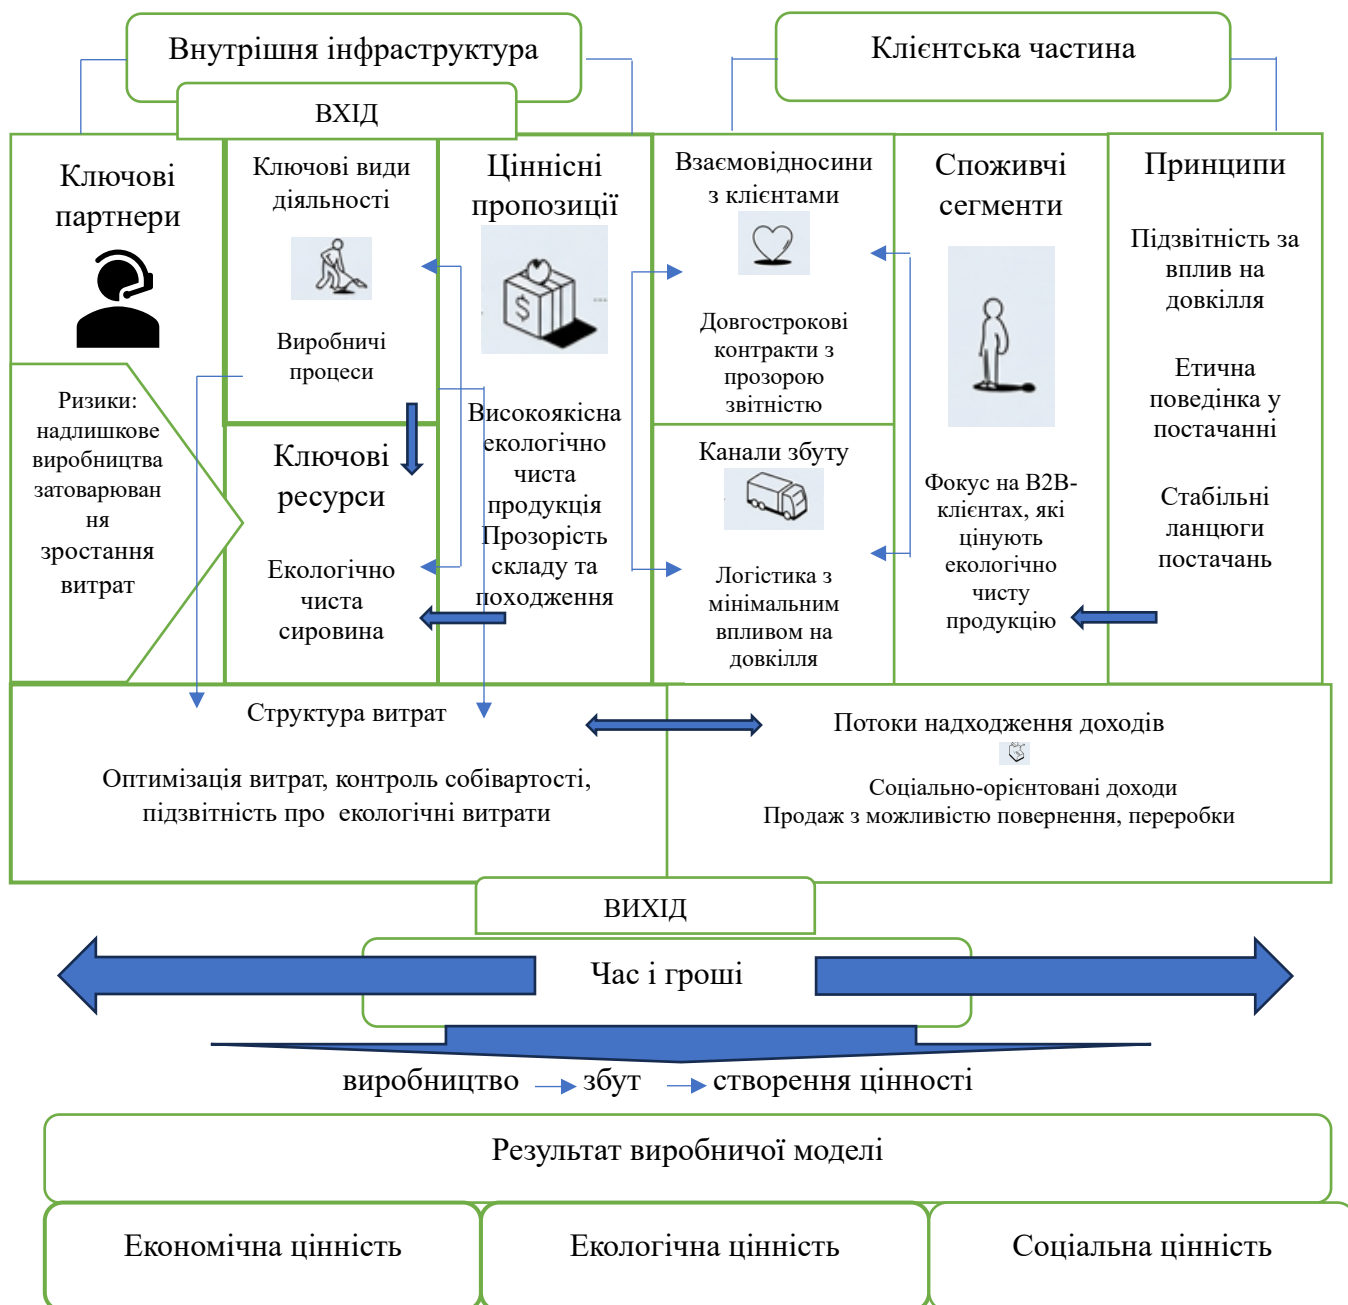 Внутрішня інфраструктура
Клієнтська частина
ВХІД
Ключові
партнери
Ризики:
надлишкове
виробництва
затоварюван
ня
зростання
витрат
Ключові види
діяльності
Виробничі
процеси
Ключові
ресурси
Екологічно
чиста
сировина
Ціннісні
пропозиції
$
Високоякісна
екологічно
чиста
продукція
Прозорість
складу та
походження
Взаємовідносини
з клієнтами
Довгострокові
контракти з
прозорою
звітністю
Канали збуту
Логістика з
мінімальним
впливом на
довкілля
Споживчі
сегменти
Фокус на B2B-
клієнтах, які
цінують
екологічно
чисту
продукцію
Принципи
Підзвітність за
вплив на
довкілля
Етична
поведінка у
постачанні
Стабільні
ланцюги
постачань
Структура витрат
Оптимізація витрат, контроль собівартості,
підзвітність про екологічні витрати
Потоки надходження доходів
Соціально-орієнтовані доходи
Продаж з можливістю повернення, переробки
ВИХІД
Час і гроші
виробництво збут створення цінності
Результат виробничої моделі
Економічна цінність
Екологічна цінність
Соціальна цінність